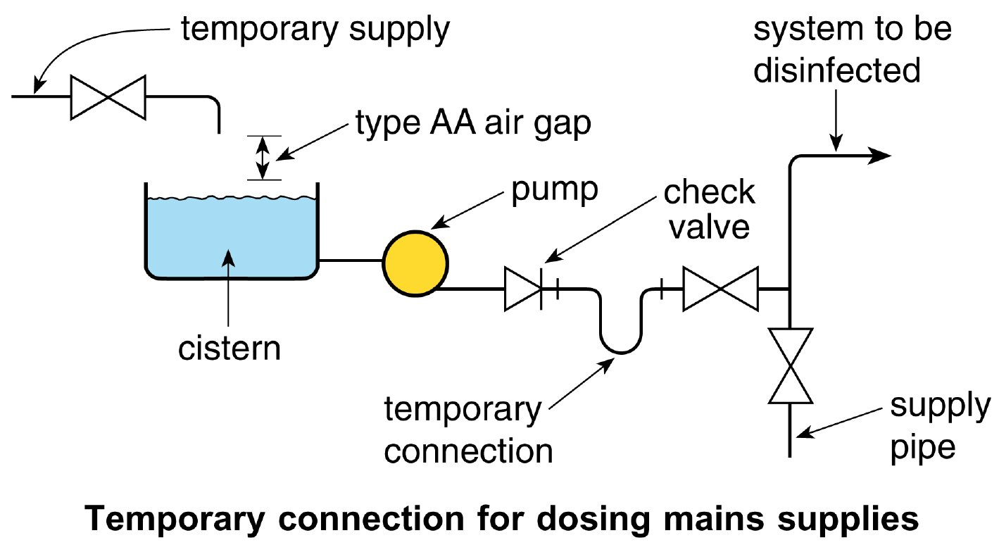 temporary supply
system to be
disinfected
type AA air gap
pump
check
valve
cistern
temporary
connection
supply
pipe
Temporary connection for dosing mains supplies